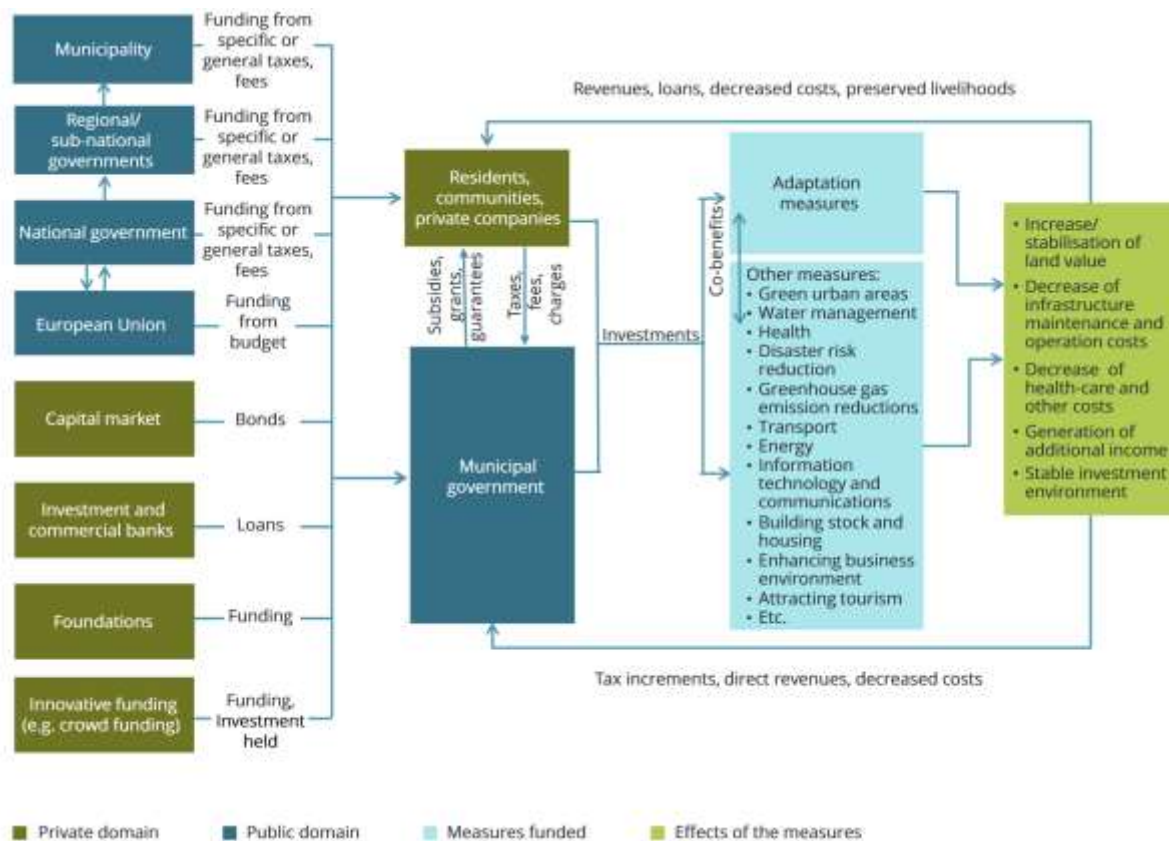 Municipality
Funding from
specific or
general taxes,
fees
Regional/
sub-national
governments
Funding from
specific or
general taxes,
fees
National government
Funding from
specific or
general taxes,
fees
European Union
Funding
from
budget
Capital market
Bonds
Investment and
commercial banks
Loans
Foundations
Funding
Innovative funding
(e.g. crowd funding)
Funding,
Investment
held
Residents,
communities,
private companies
Subsidies,
grants,
guarantees
Taxes,
fees,
charges
Municipal
government
Investments
Revenues, loans, decreased costs, preserved livelihoods
Co-benefits
Adaptation
measures
Other measures:
• Green urban areas
• Water management
• Health
• Disaster risk
reduction
• Greenhouse gas
emission reductions
• Transport
• Energy
• Information
technology and
communications
• Building stock and
housing
• Enhancing business
environment
• Attracting tourism
• Etc.
• Increase/
stabilisation of
land value
• Decrease of
infrastructure
maintenance and
operation costs
• Decrease of
health-care and
other costs
• Generation of
additional income
• Stable investment
environment
Tax increments, direct revenues, decreased costs
Private domain
Public domain
Measures funded
Effects of the measures